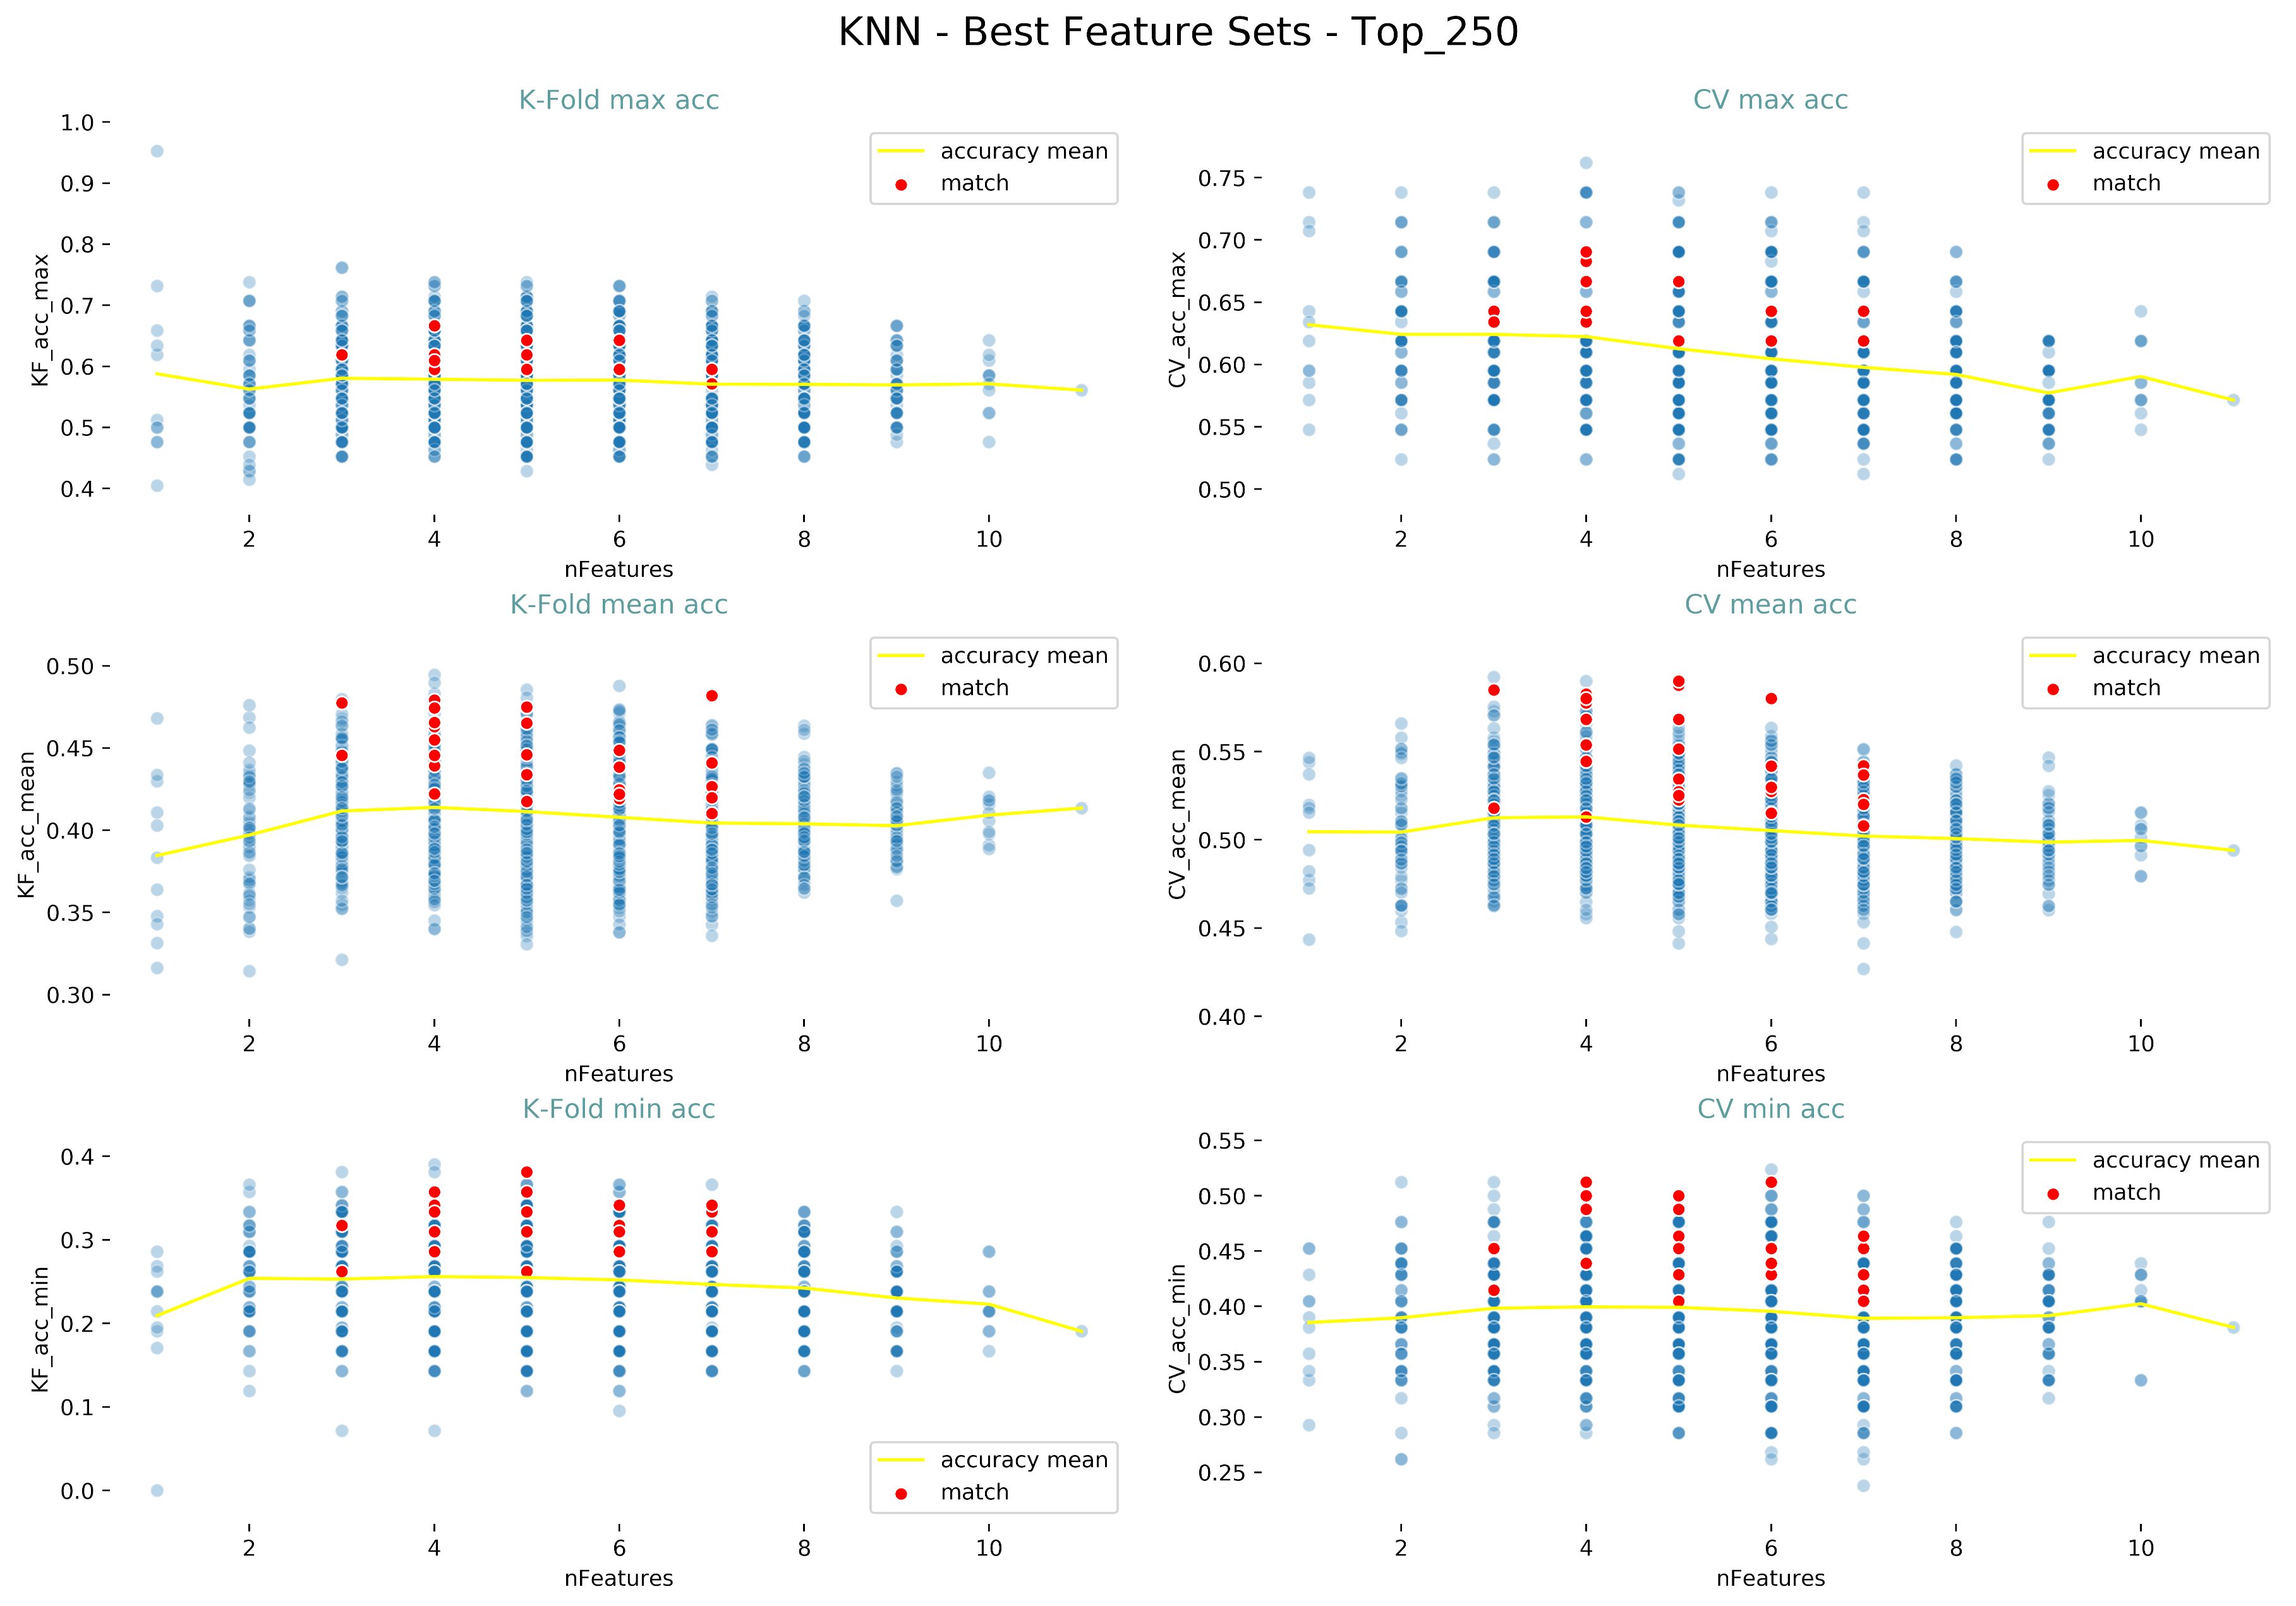 KNN - Best Feature Sets - Top_250
K-Fold max acc
1.0
0.9
0.8
0.7
0.6
0.5
0.4
KF_acc_max
accuracy mean
match
2 4 6 8 10
nFeatures
CV max acc
0.75
0.70
0.65
0.60
0.55
0.50
CV_acc_max
accuracy mean
match
2 4 6 8 10
nFeatures
K-Fold mean acc
0.50
0.45
0.40
0.35
0.30
KF_acc_mean
accuracy mean
match
2 4 6 8 10
nFeatures
CV mean acc
0.60
0.55
0.50
0.45
0.40
CV_acc_mean
accuracy mean
match
2 4 6 8 10
nFeatures
K-Fold min acc
0.4
0.3
0.2
0.1
0.0
KF_acc_min
accuracy mean
match
2 4 6 8 10
nFeatures
CV min acc
0.55
0.50
0.45
0.40
0.35
0.30
0.25
CV_acc_min
accuracy mean
match
2 4 6 8 10
nFeatures